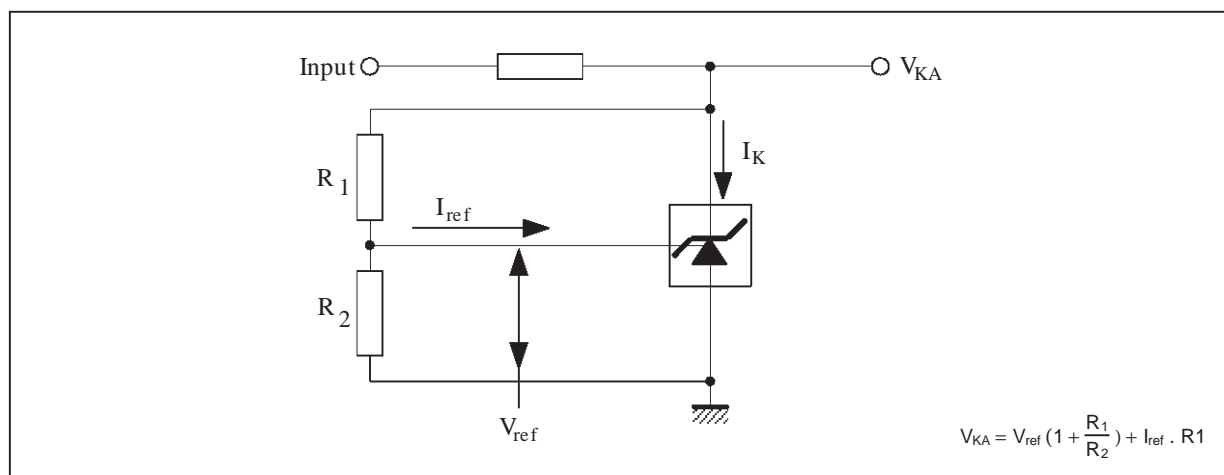 Input
V_KA
I_K
R_1
I_ref
R_2
V_ref
V_KA = V_ref (1 + R_1/R_2) + I_ref . R1